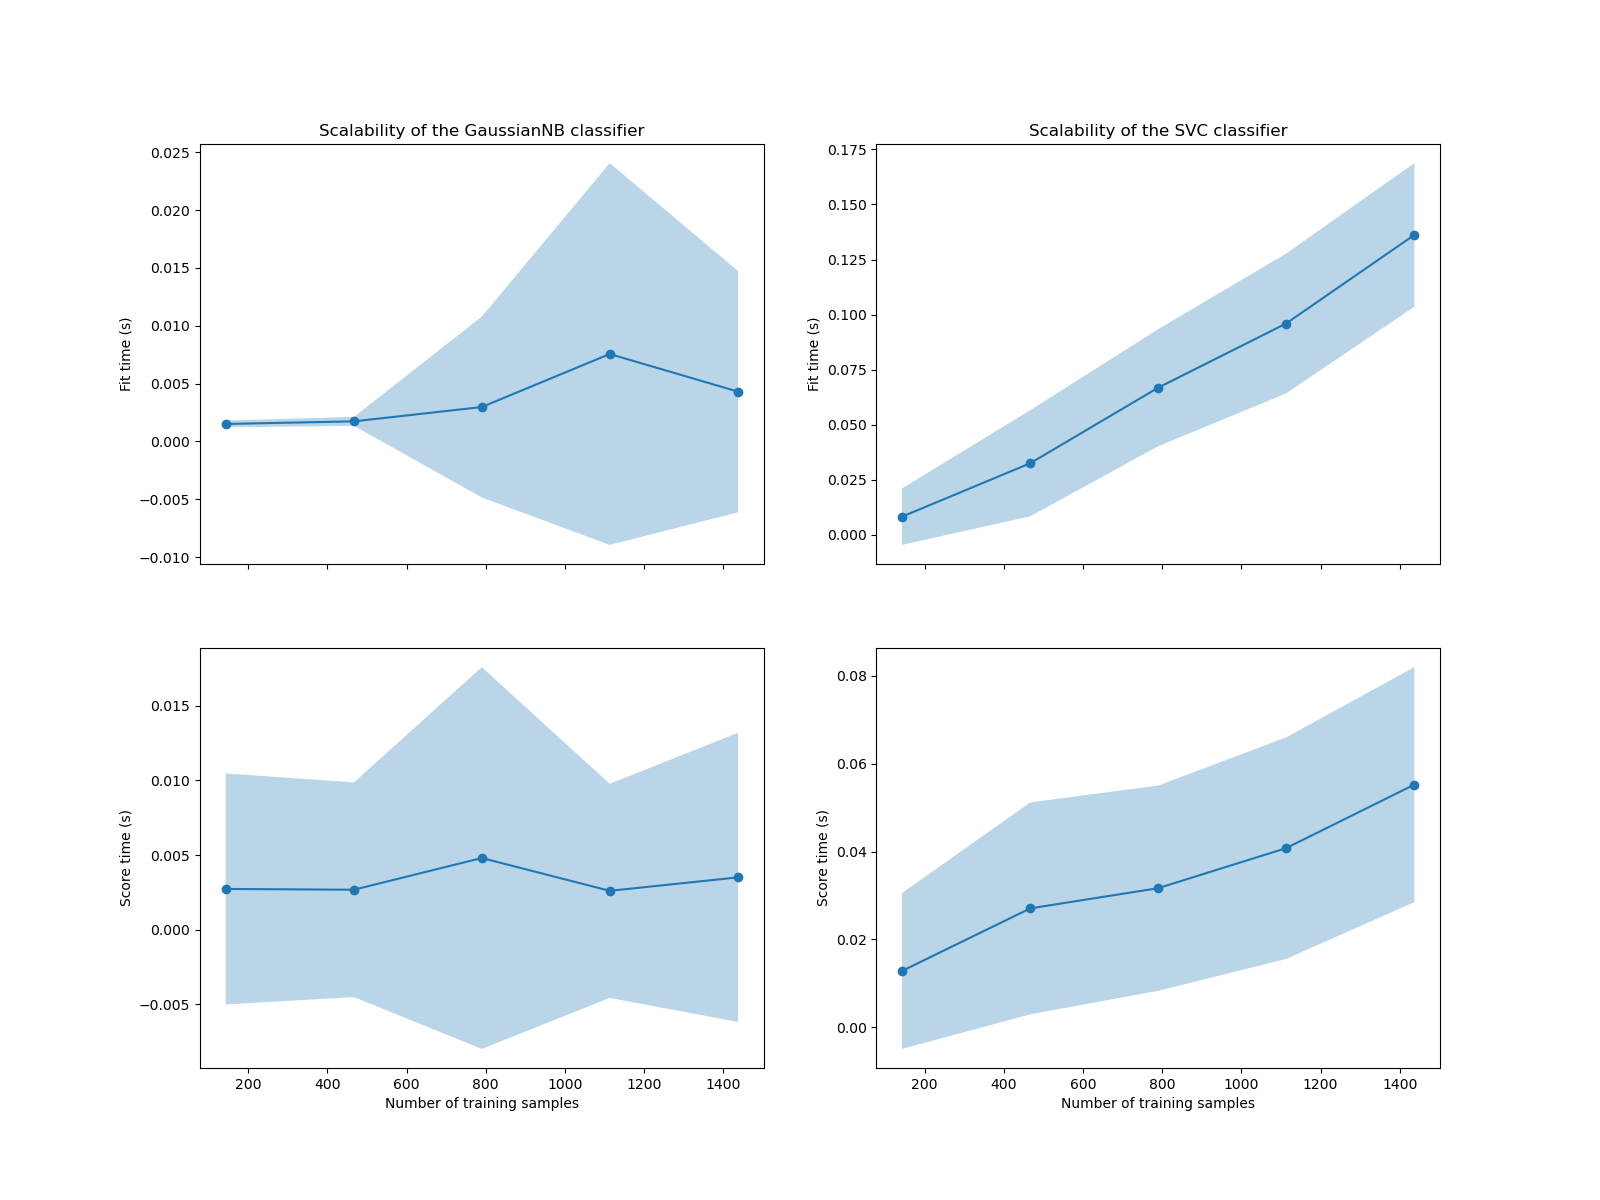 Scalability of the GaussianNB classifier
0.025
0.020
0.015
0.010
0.005
0.000
−0.005
−0.010
Fit time (s)
Scalability of the SVC classifier
0.175
0.150
0.125
0.100
0.075
0.050
0.025
0.000
Fit time (s)
0.015
0.010
0.005
0.000
−0.005
Score time (s)
200 400 600 800 1000 1200 1400
Number of training samples
0.08
0.06
0.04
0.02
0.00
Score time (s)
200 400 600 800 1000 1200 1400
Number of training samples